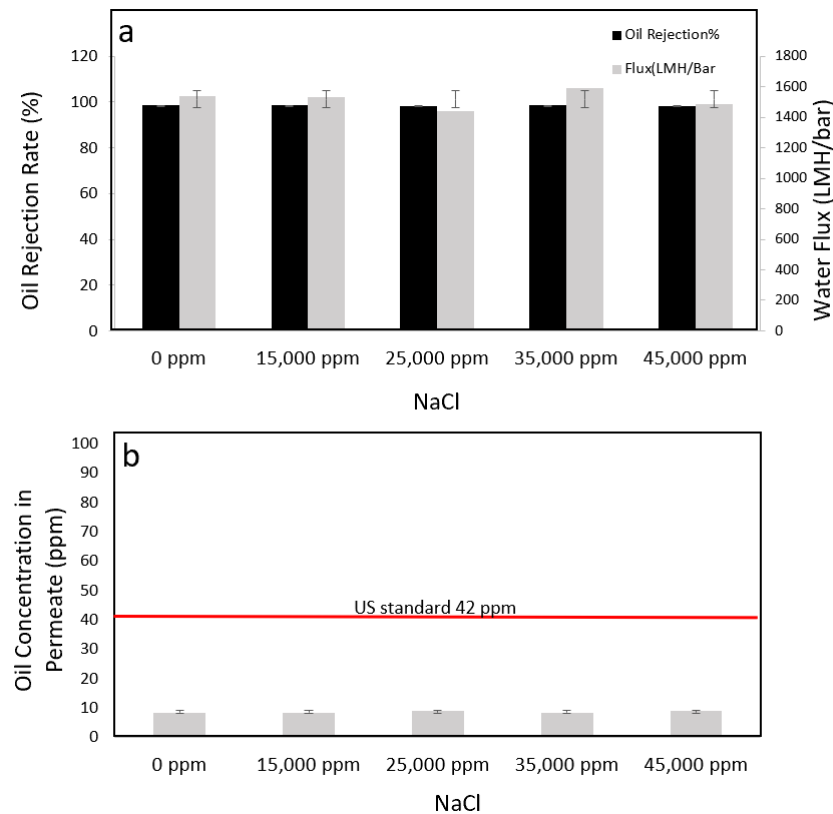 a
Oil Rejection%
Flux(LMH/Bar
120
100
80
60
40
20
0
Oil Rejection Rate (%)
1800
1600
1400
1200
1000
800
600
400
200
0
Water Flux (LMH/bar)
0 ppm 15,000 ppm 25,000 ppm 35,000 ppm 45,000 ppm
NaCl
b
100
90
80
70
60
50
40
30
20
10
0
Oil Concentration in
Permeate (ppm)
US standard 42 ppm
0 ppm 15,000 ppm 25,000 ppm 35,000 ppm 45,000 ppm
NaCl